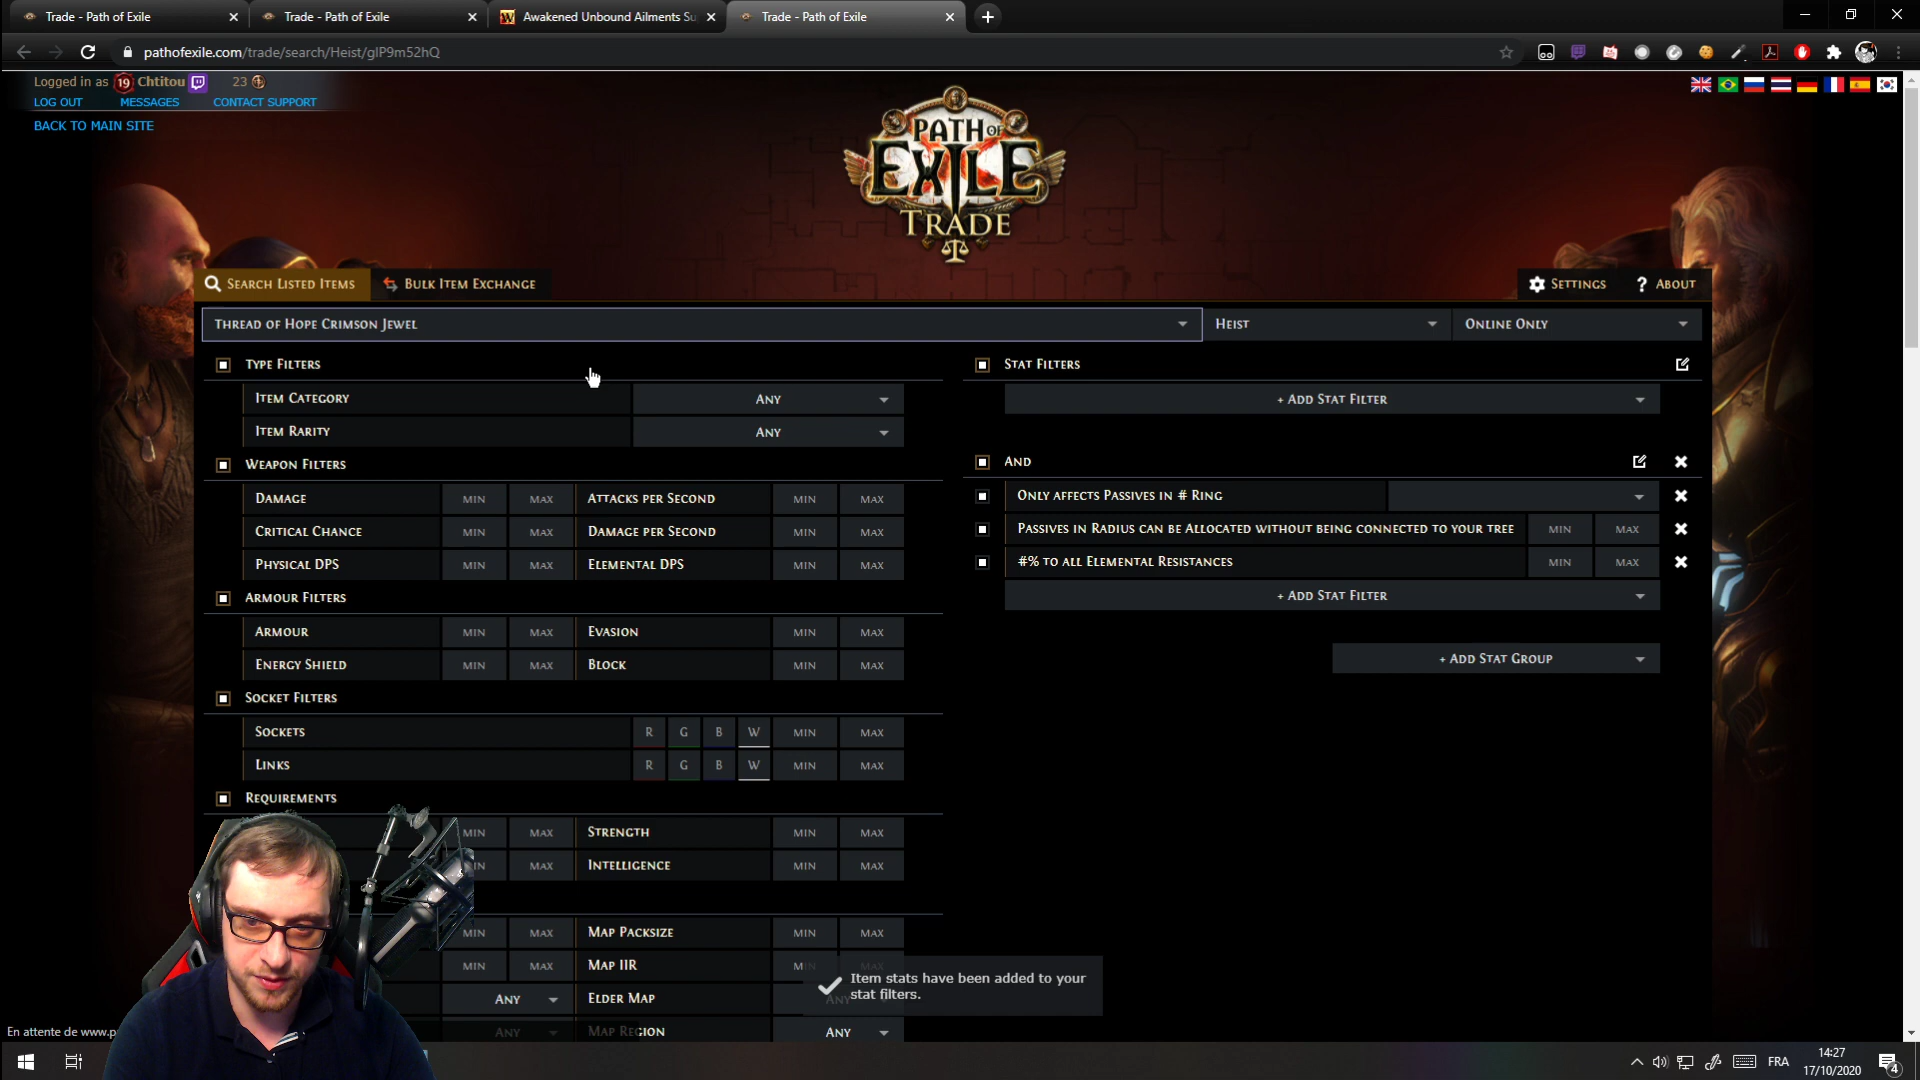 Trade - Path of Exile
Trade - Path of Exile
Awakened Unbound Ailments Su
Trade - Path of Exile
pathofexile.com/trade/search/Heist/gIP9m52hQ
Logged in as 19 Chtitou 23
LOG OUT MESSAGES CONTACT SUPPORT
BACK TO MAIN SITE
PATH OF
EXILE
TRADE
SEARCH LISTED ITEMS
BULK ITEM EXCHANGE
SETTINGS
? ABOUT
THREAD OF HOPE CRIMSON JEWEL
HEIST
ONLINE ONLY
TYPE FILTERS
ITEM CATEGORY ANY
ITEM RARITY ANY
WEAPON FILTERS
DAMAGE MIN MAX ATTACKS PER SECOND MIN MAX
CRITICAL CHANCE MIN MAX DAMAGE PER SECOND MIN MAX
PHYSICAL DPS MIN MAX ELEMENTAL DPS MIN MAX
ARMOUR FILTERS
ARMOUR MIN MAX EVASION MIN MAX
ENERGY SHIELD MIN MAX BLOCK MIN MAX
SOCKET FILTERS
SOCKETS R G B W MIN MAX
LINKS R G B W MIN MAX
REQUIREMENTS
MIN MAX STRENGTH MIN MAX
MAX INTELLIGENCE MIN MAX
MIN MAX MAP PACKSIZE MIN MAX
MIN MAX MAP IIR
ANY ELDER MAP ANY
ANY MAP REGION ANY
STAT FILTERS
+ ADD STAT FILTER
AND
ONLY AFFECTS PASSIVES IN # RING
PASSIVES IN RADIUS CAN BE ALLOCATED WITHOUT BEING CONNECTED TO YOUR TREE MIN MAX
#% TO ALL ELEMENTAL RESISTANCES MIN MAX
+ ADD STAT FILTER
+ ADD STAT GROUP
Item stats have been added to your
stat filters.
En attente de www.p
FRA
14:27
17/10/2020
4